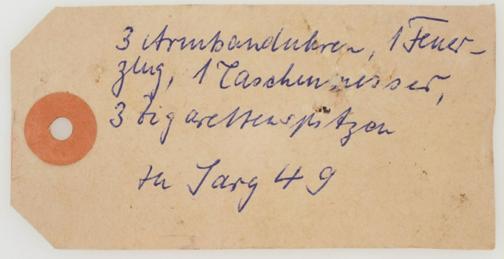 3 Armbanduhren, 1 Feuer-
zeug, 1 Taschenmesser,
3 Zigarettenspitzen
zu Sarg 49